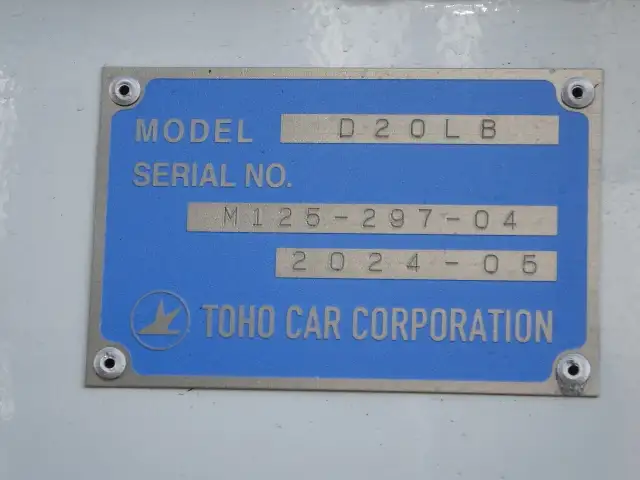 MODEL D20LB
SERIAL NO.
M125-297-04
2024-05
TOHO CAR CORPORATION